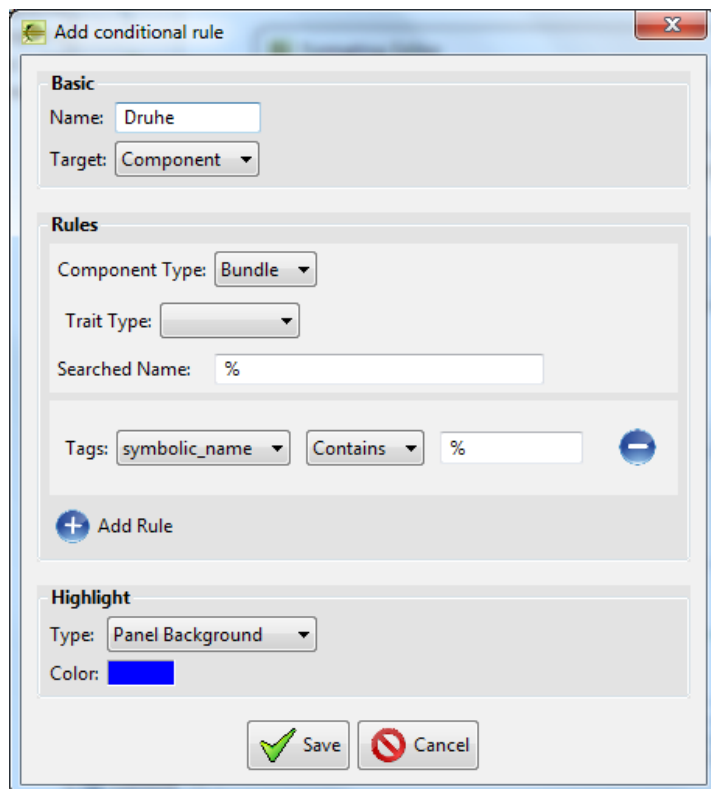 Add conditional rule
Basic
Name: Druhe
Target: Component
Rules
Component Type: Bundle
Trait Type:
Searched Name: %
Tags: symbolic_name Contains %
Add Rule
Highlight
Type: Panel Background
Color:
Save Cancel